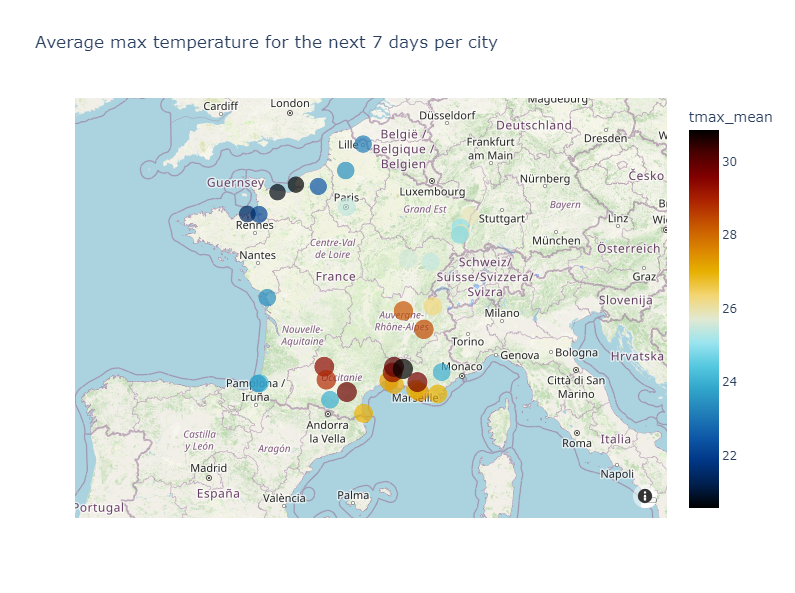 Average max temperature for the next 7 days per city
tmax_mean
30
28
26
24
22
Cardiff
London
Magdeburg
Düsseldorf
Deutschland
Dresden
België /
Belgique /
Belgien
Lille
Frankfurt
am Main
Guernsey
Luxembourg
Nürnberg
Česko
Paris
Grand Est
Bayern
Rennes
Stuttgart
Linz
Wi
München
Österreich
Centre-Val
de Loire
Nantes
Schweiz/
Suisse/Svizzera/
Svizra
France
Graz
Slovenija
Auvergne-
Rhône-Alpes
Milano
Nouvelle-
Aquitaine
Torino
Genova
Bologna
Hrvatska
Monaco
Occitanie
Città di San
Marino
Pamplona /
Iruña
Marseille
Andorra
la Vella
Castilla
y León
Aragón
Roma
Italia
Madrid
España
València
Palma
Napoli
Portugal